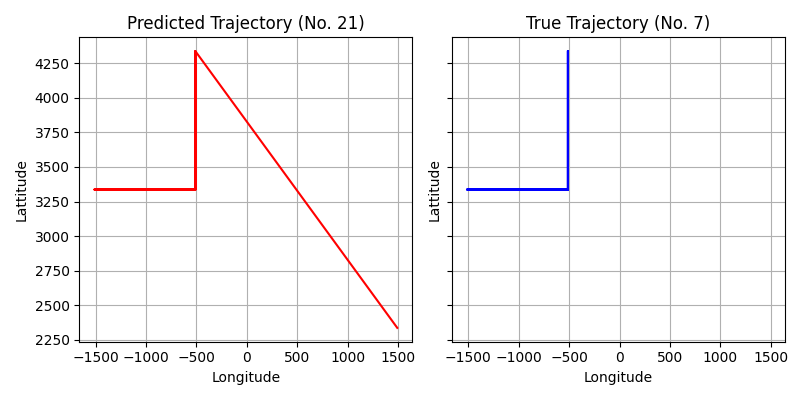 Predicted Trajectory (No. 21)
True Trajectory (No. 7)
Lattitude
4250
4000
3750
3500
3250
3000
2750
2500
2250
−1500 −1000 −500 0 500 1000 1500
Longitude
Lattitude
−1500 −1000 −500 0 500 1000 1500
Longitude